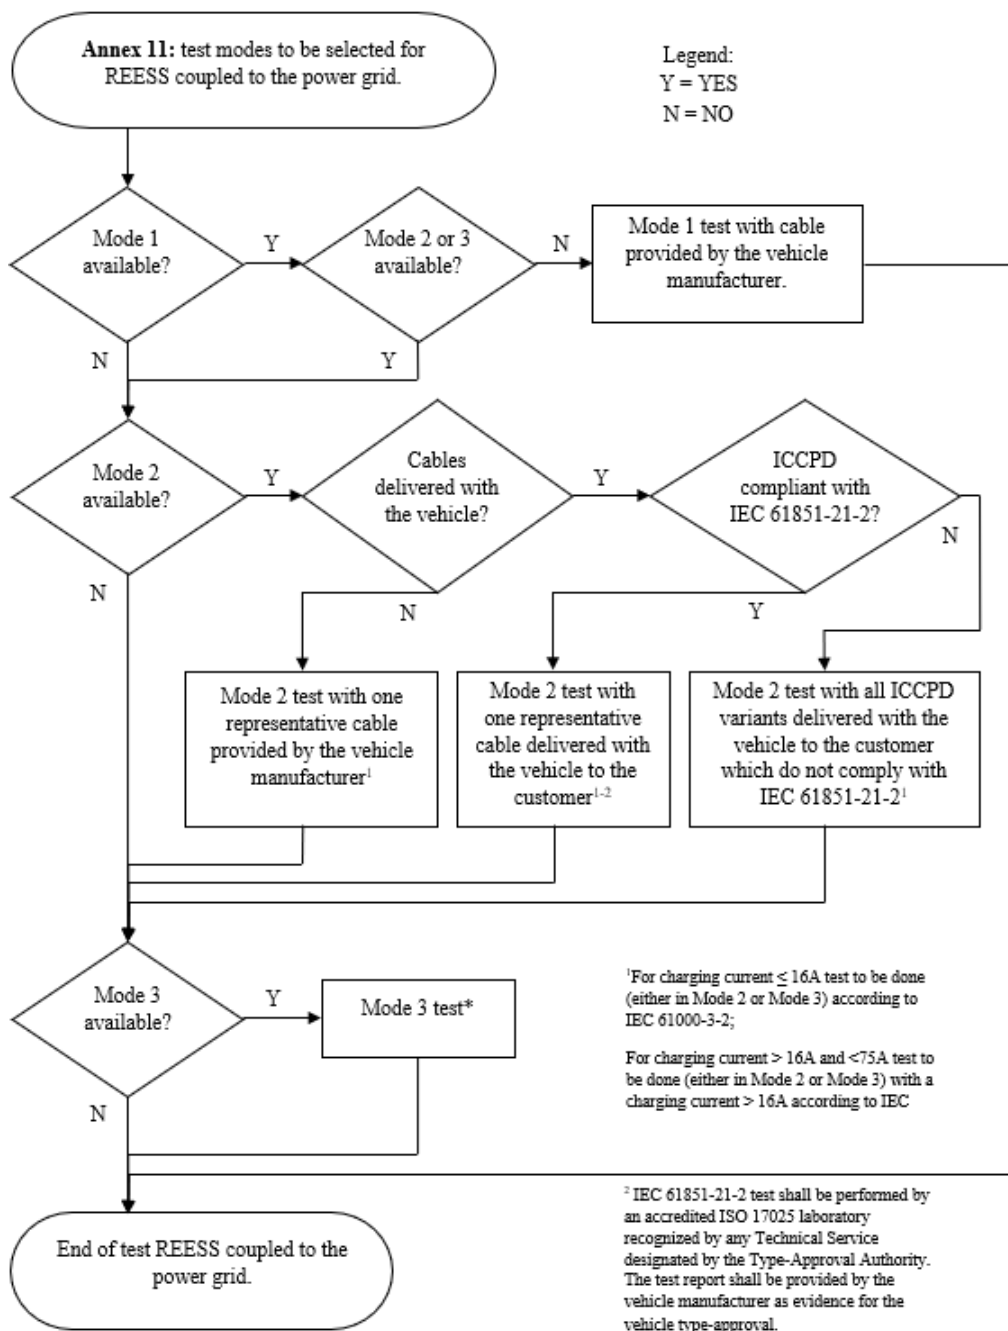 Annex 11: test modes to be selected for
REESS coupled to the power grid.
Legend:
Y = YES
N = NO
Mode 1
available?
Y
Mode 2 or 3
available?
N
Mode 1 test with cable
provided by the vehicle
manufacturer.
N
Y
Mode 2
available?
Y
Cables
delivered with
the vehicle?
Y
ICCPD
compliant with
IEC 61851-21-2?
N
N
N
Y
Mode 2 test with one
representative cable
provided by the vehicle
manufacturer¹
Mode 2 test with
one representative
cable delivered with
the vehicle to the
customer¹⁻²
Mode 2 test with all ICCPD
variants delivered with the
vehicle to the customer
which do not comply with
IEC 61851-21-2¹
Mode 3
available?
Y
Mode 3 test*
N
¹For charging current ≤ 16A test to be done
(either in Mode 2 or Mode 3) according to
IEC 61000-3-2;
For charging current > 16A and <75A test to
be done (either in Mode 2 or Mode 3) with a
charging current > 16A according to IEC
End of test REESS coupled to the
power grid.
² IEC 61851-21-2 test shall be performed by
an accredited ISO 17025 laboratory
recognized by any Technical Service
designated by the Type-Approval Authority.
The test report shall be provided by the
vehicle manufacturer as evidence for the
vehicle type-approval.